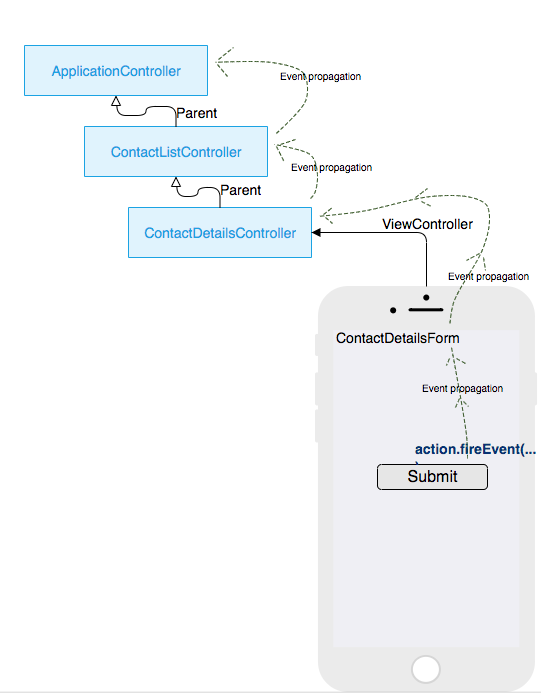 ApplicationController
Event propagation
Parent
ContactListController
Event propagation
Parent
ContactDetailsController
ViewController
Event propagation
ContactDetailsForm
Event propagation
action.fireEvent(...
)
Submit